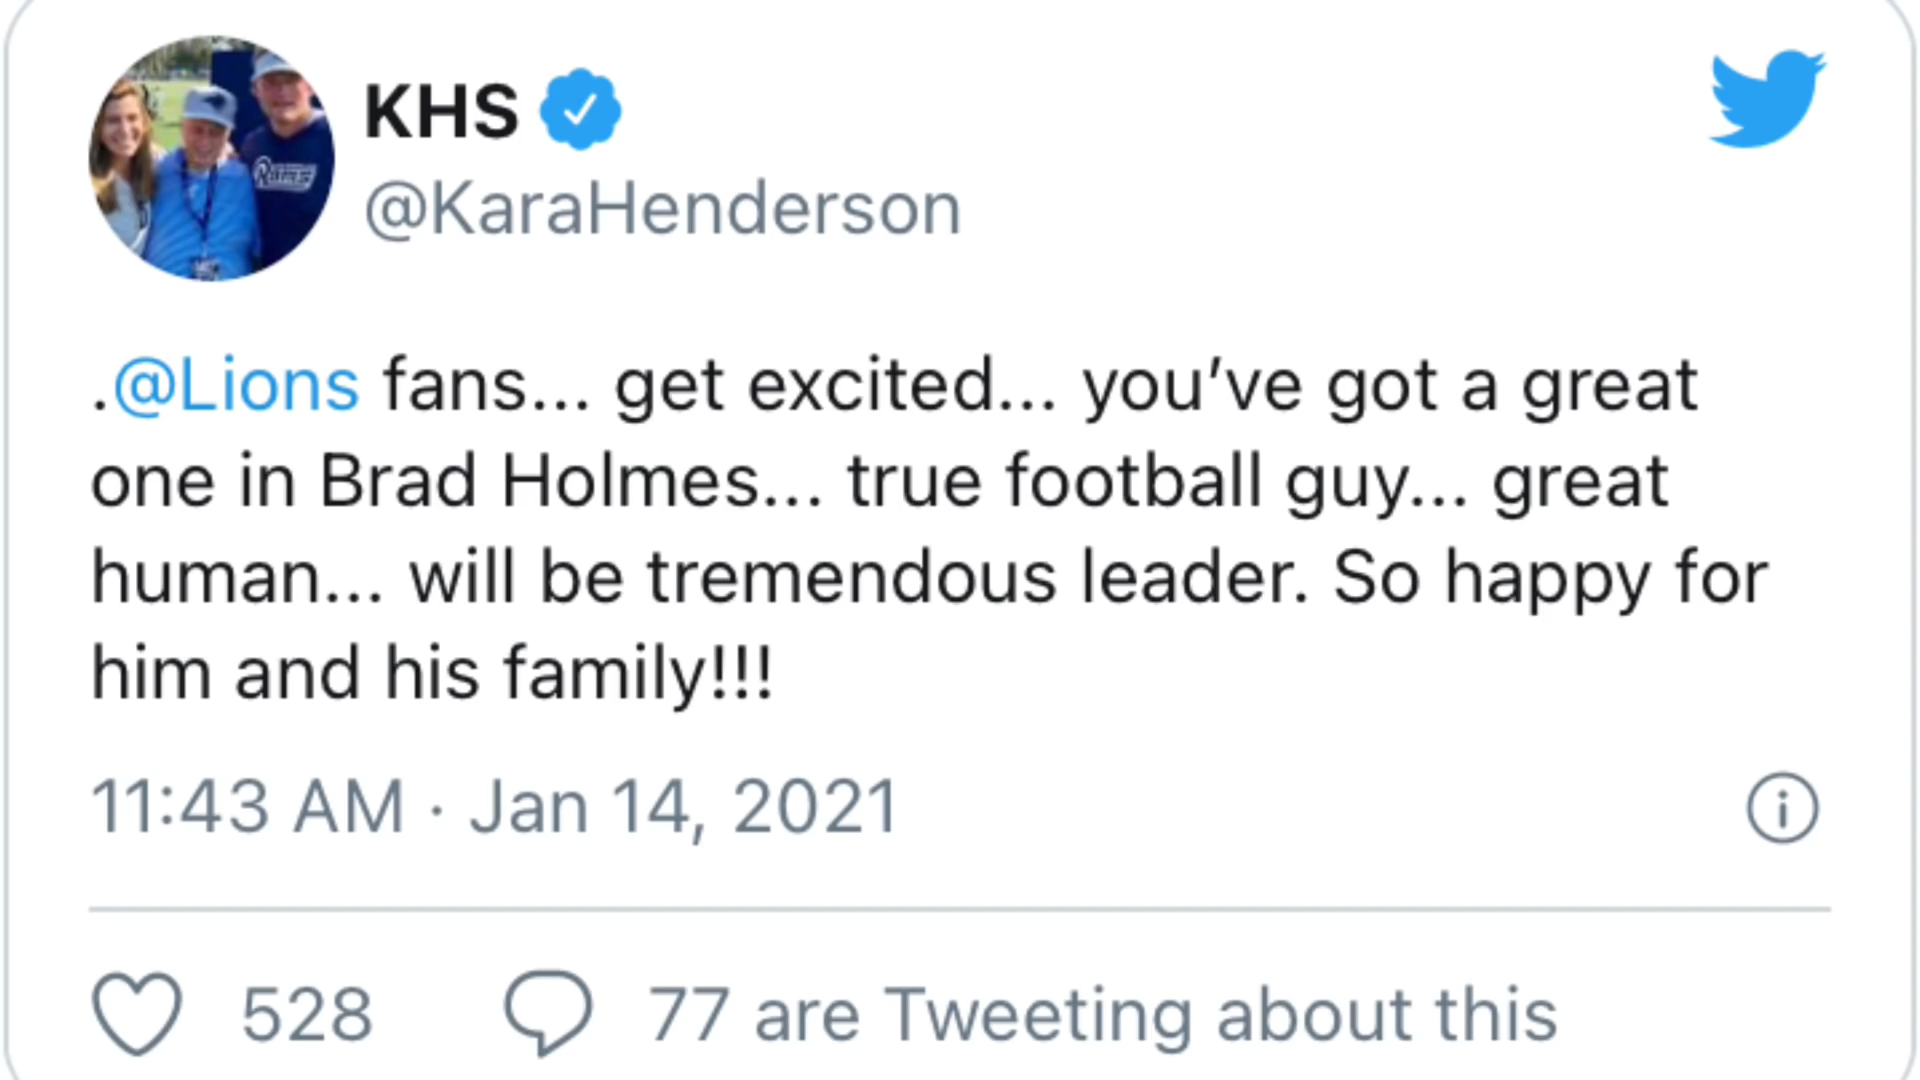 KHS
@KaraHenderson
Rams
.@Lions fans... get excited... you’ve got a great
one in Brad Holmes... true football guy... great
human... will be tremendous leader. So happy for
him and his family!!!
11:43 AM · Jan 14, 2021
528
77 are Tweeting about this